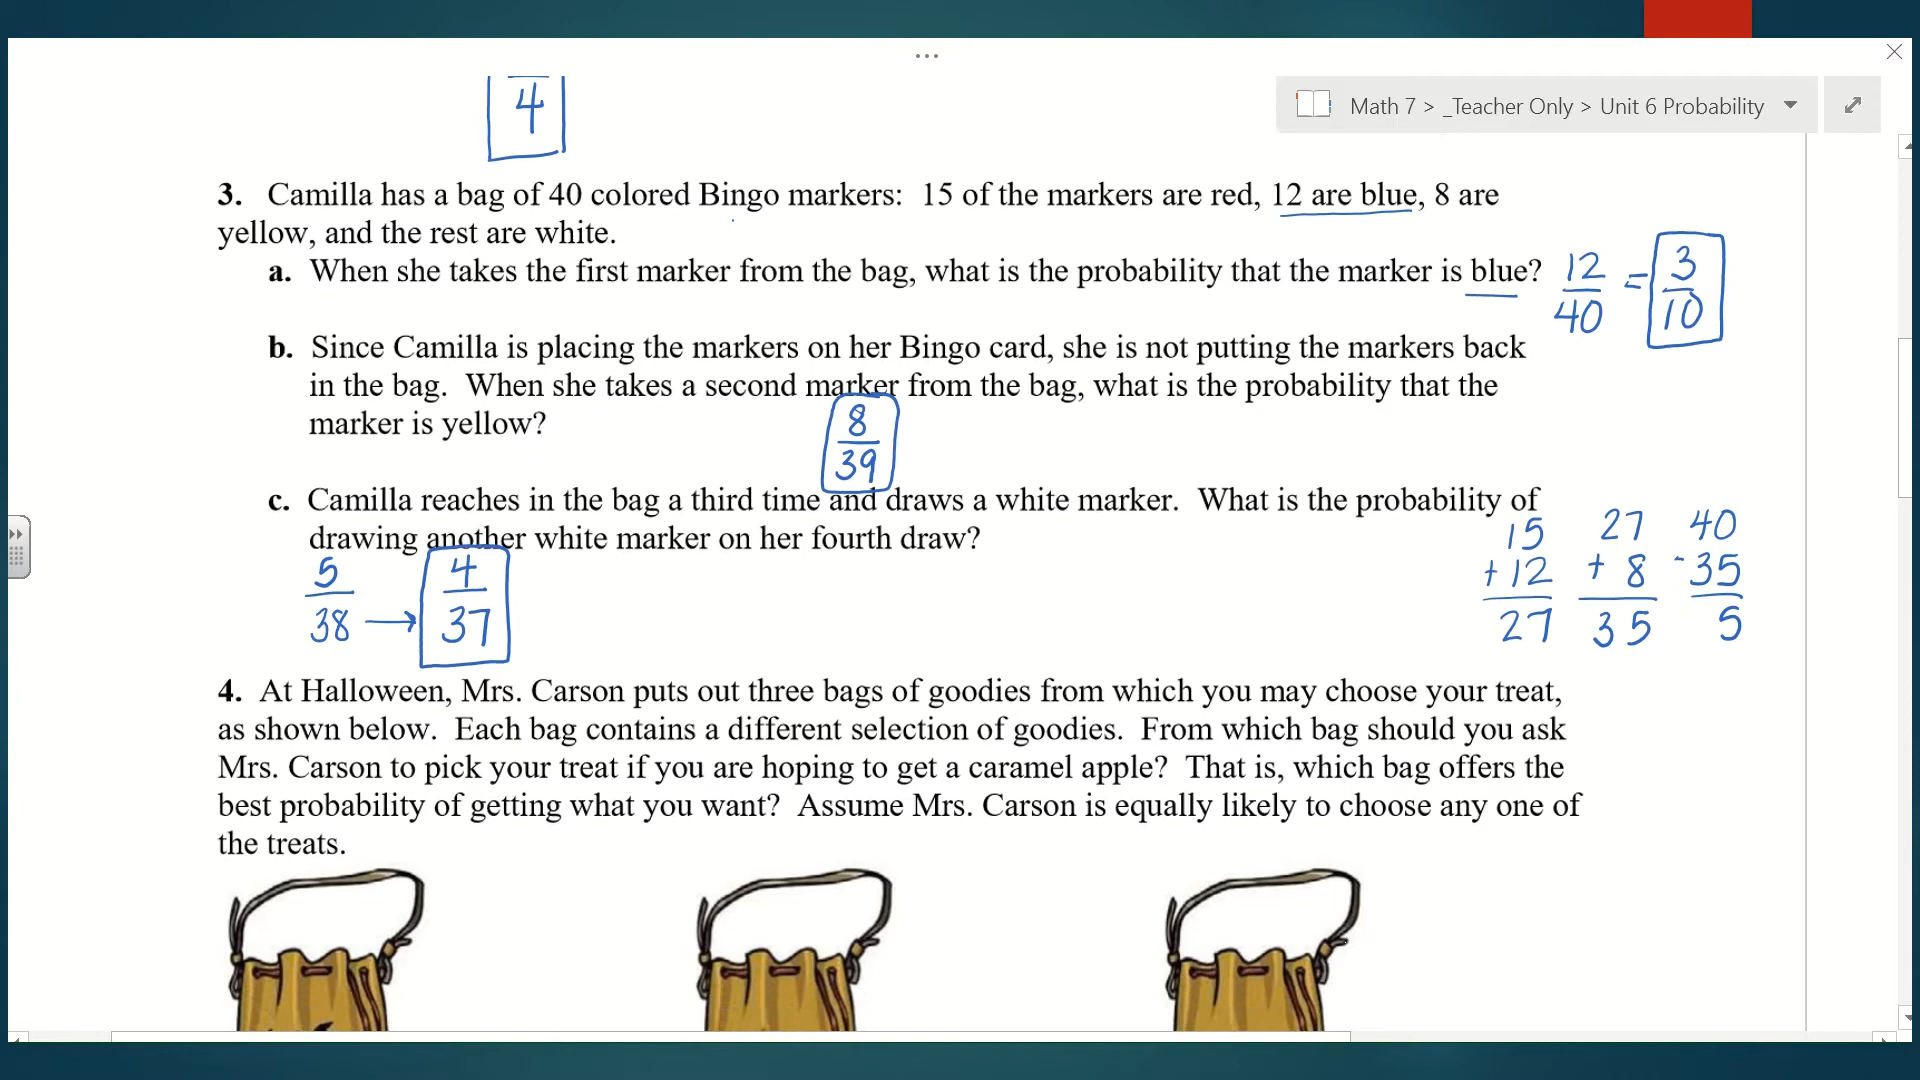 ...
4
Math 7 > _Teacher Only > Unit 6 Probability
3. Camilla has a bag of 40 colored Bingo markers: 15 of the markers are red, 12 are blue, 8 are
yellow, and the rest are white.
a. When she takes the first marker from the bag, what is the probability that the marker is blue? 12/40 = 3/10
b. Since Camilla is placing the markers on her Bingo card, she is not putting the markers back
in the bag. When she takes a second marker from the bag, what is the probability that the
marker is yellow?
8/39
c. Camilla reaches in the bag a third time and draws a white marker. What is the probability of
drawing another white marker on her fourth draw?
5/38 → 4/37
15 27 40
+12 +8 -35
27 35 5
4. At Halloween, Mrs. Carson puts out three bags of goodies from which you may choose your treat,
as shown below. Each bag contains a different selection of goodies. From which bag should you ask
Mrs. Carson to pick your treat if you are hoping to get a caramel apple? That is, which bag offers the
best probability of getting what you want? Assume Mrs. Carson is equally likely to choose any one of
the treats.